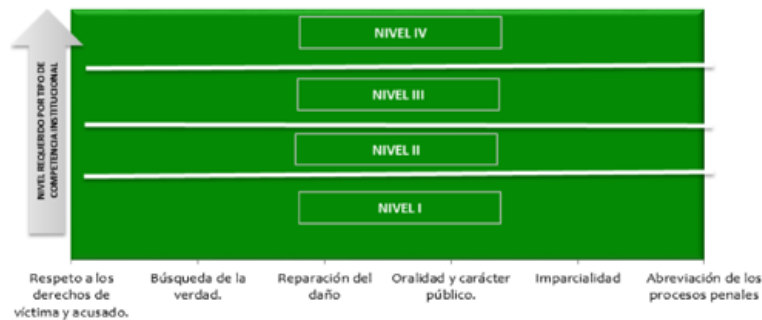 NIVEL REQUERIDO POR TIPO DE
COMPETENCIA INSTITUCIONAL
NIVEL IV
NIVEL III
NIVEL II
NIVEL I
Respeto a los
derechos de
víctima y acusado.
Búsqueda de la
verdad.
Reparación del
daño
Oralidad y carácter
público.
Imparcialidad
Abreviación de los
procesos penales